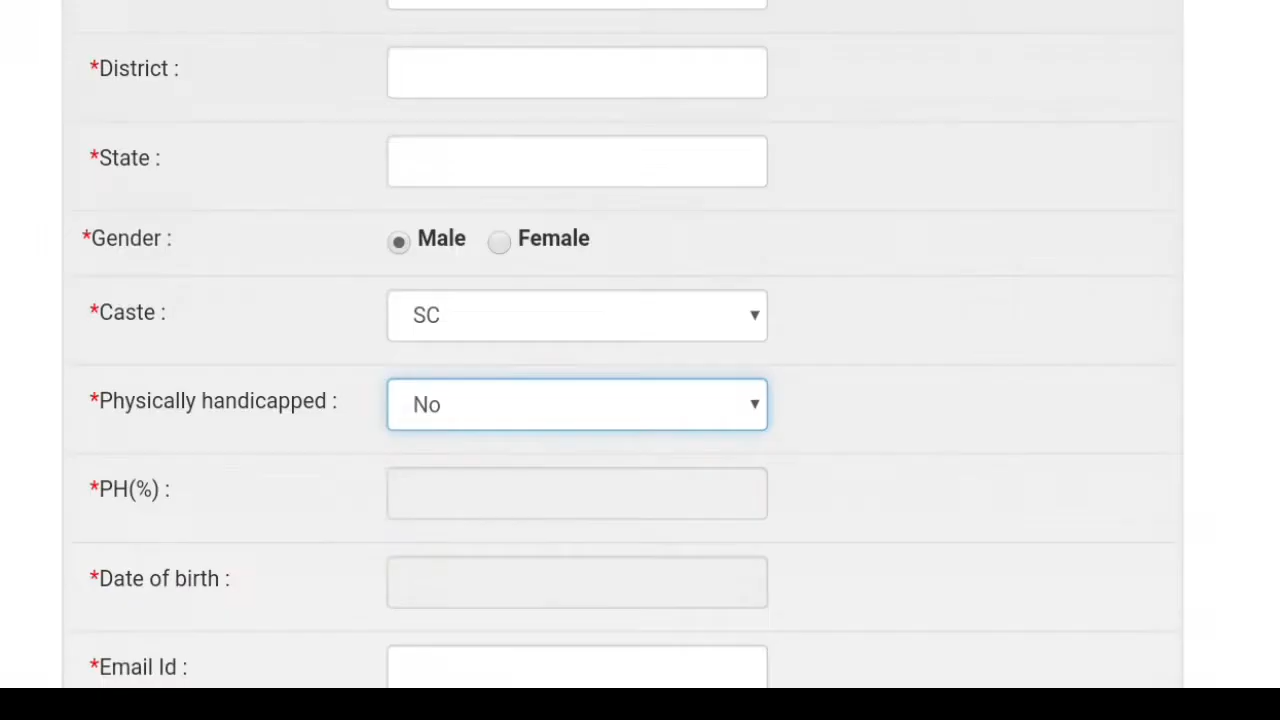 *District :
*State :
*Gender : Male Female
*Caste : SC
*Physically handicapped : No
*PH(%) :
*Date of birth :
*Email Id :